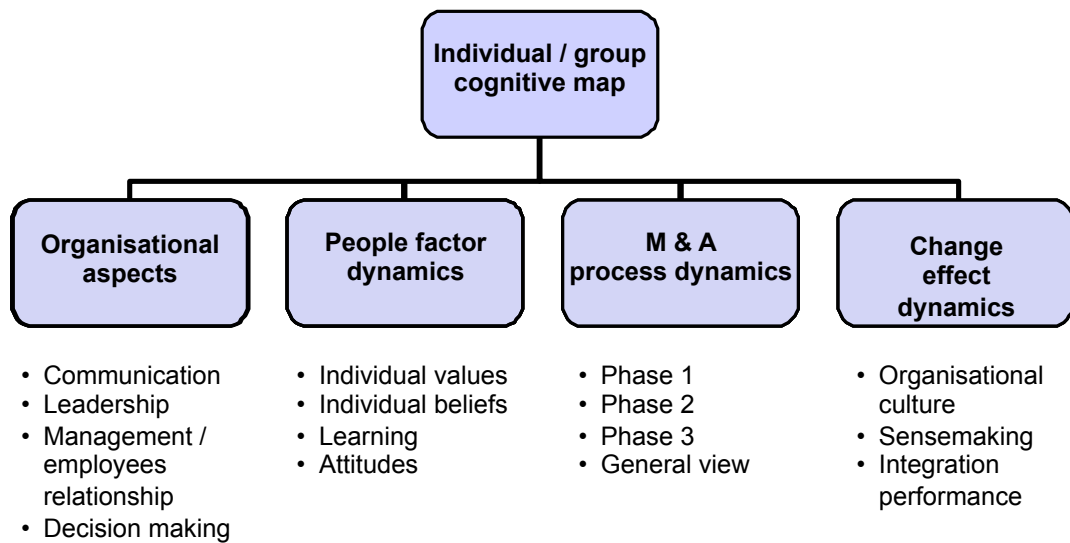 Individual / group
cognitive map
Organisational
aspects
People factor
dynamics
M & A
process dynamics
Change
effect
dynamics
• Communication
• Leadership
• Management /
employees
relationship
• Decision making
• Individual values
• Individual beliefs
• Learning
• Attitudes
• Phase 1
• Phase 2
• Phase 3
• General view
• Organisational
culture
• Sensemaking
• Integration
performance